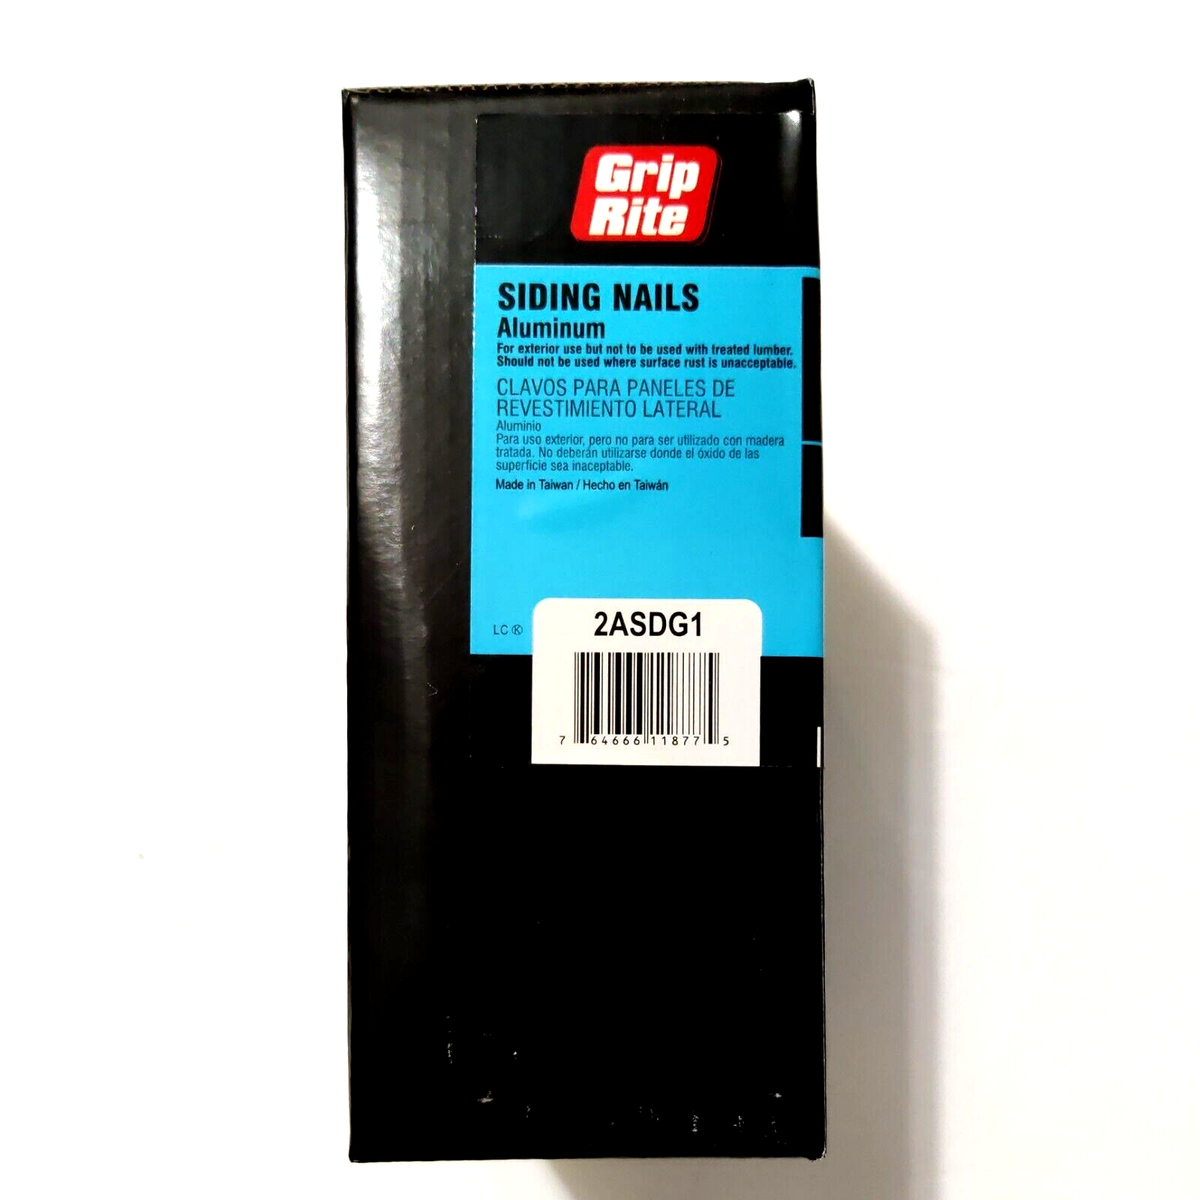 Grip
Rite
SIDING NAILS
Aluminum
For exterior use but not to be used with treated lumber.
Should not be used where surface rust is unacceptable.
CLAVOS PARA PANELES DE
REVESTIMIENTO LATERAL
Aluminio
Para uso exterior, pero no para ser utilizado con madera
tratada. No deberán utilizarse donde el óxido de las
superficie sea inaceptable.
Made in Taiwan / Hecho en Taiwán
LC Ⓚ
2ASDG1
7 64666 11877 5